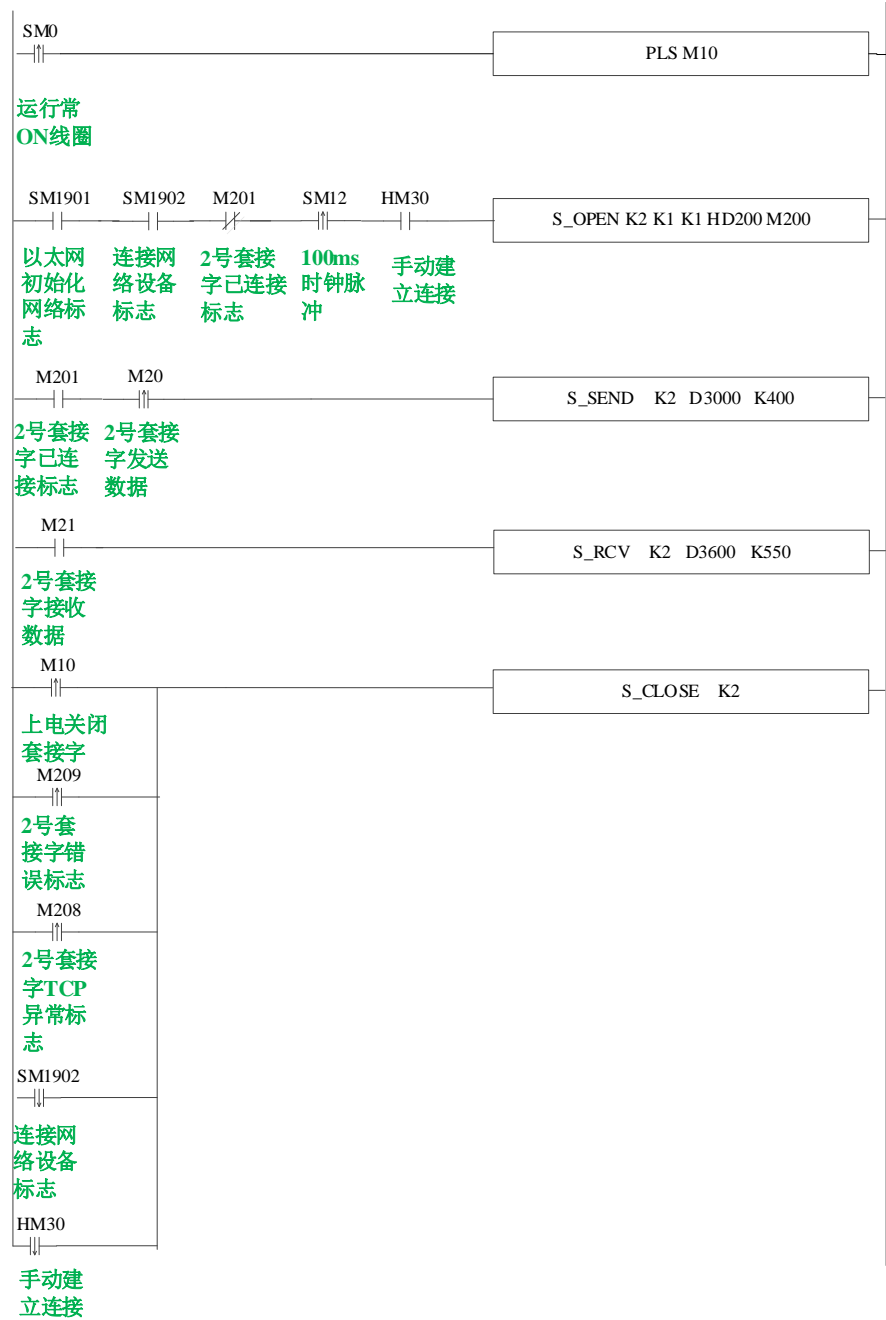 SM0
PLS M10
运行常
ON线圈
SM1901 SM1902 M201 SM12 HM30
S_OPEN K2 K1 K1 HD200 M200
以太网 连接网 2号套接 100ms 手动建
初始化 络设备 字已连接 时钟脉 立连接
网络标 标志 标志 冲
志
M201 M20
S_SEND K2 D3000 K400
2号套接 2号套接
字已连 字发送
接标志 数据
M21
S_RCV K2 D3600 K550
2号套接
字接收
数据
M10
S_CLOSE K2
上电关闭
套接字
M209
2号套
接字错
误标志
M208
2号套接
字TCP
异常标
志
SM1902
连接网
络设备
标志
HM30
手动建
立连接